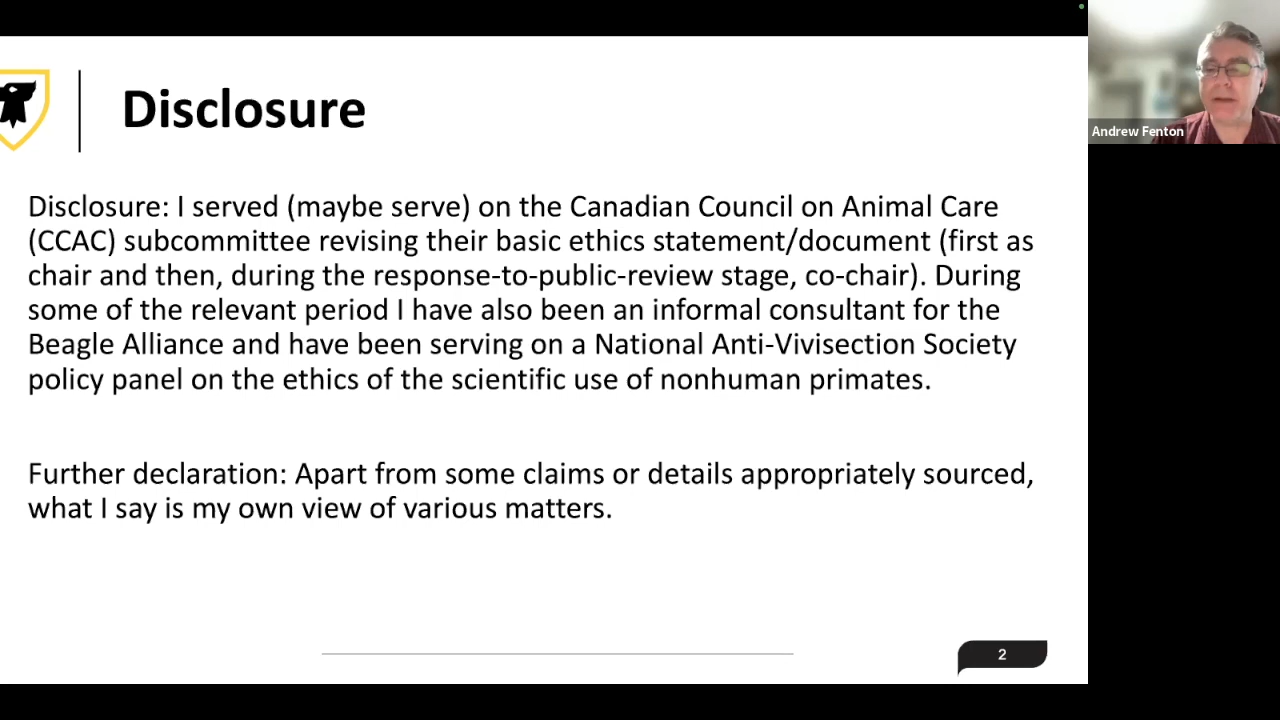 Disclosure
Disclosure: I served (maybe serve) on the Canadian Council on Animal Care
(CCAC) subcommittee revising their basic ethics statement/document (first as
chair and then, during the response-to-public-review stage, co-chair). During
some of the relevant period I have also been an informal consultant for the
Beagle Alliance and have been serving on a National Anti-Vivisection Society
policy panel on the ethics of the scientific use of nonhuman primates.
Further declaration: Apart from some claims or details appropriately sourced,
what I say is my own view of various matters.
2
Andrew Fenton